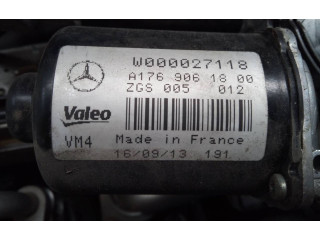 W000027118
A176 906 18 00
ZGS 005 012
Valeo
VM4 Made in France
16/09/13 191